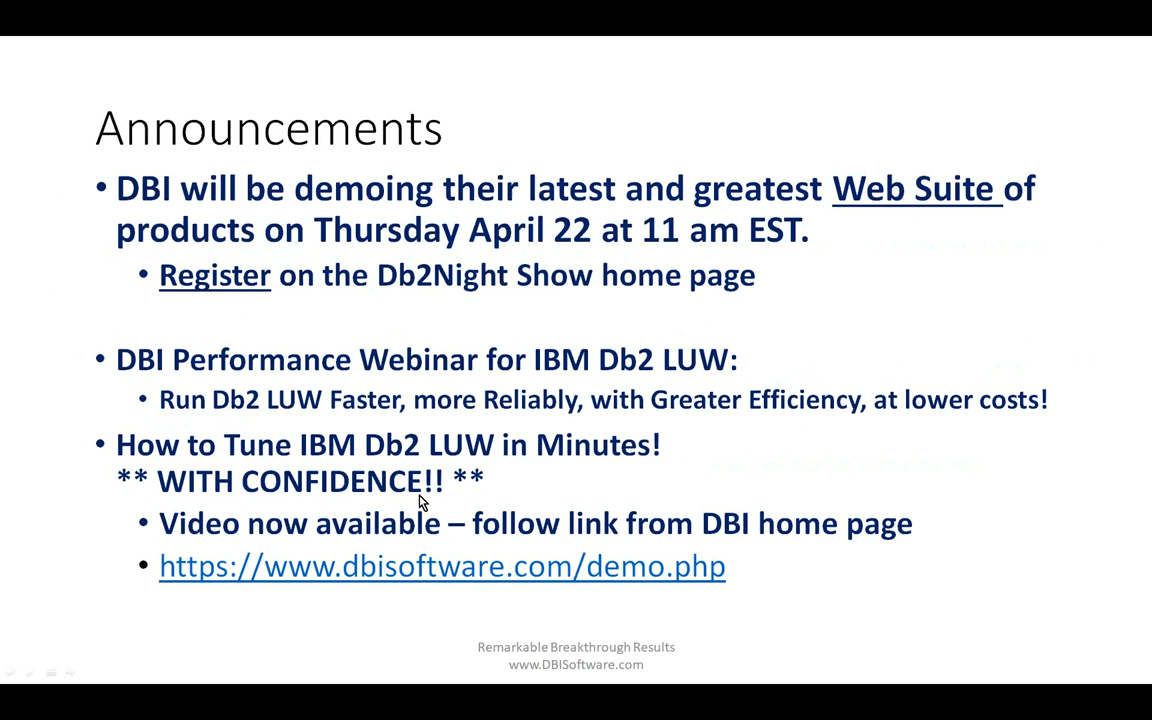 Announcements
• DBI will be demoing their latest and greatest Web Suite of
products on Thursday April 22 at 11 am EST.
• Register on the Db2Night Show home page
• DBI Performance Webinar for IBM Db2 LUW:
• Run Db2 LUW Faster, more Reliably, with Greater Efficiency, at lower costs!
• How to Tune IBM Db2 LUW in Minutes!
** WITH CONFIDENCE!! **
• Video now available – follow link from DBI home page
• https://www.dbisoftware.com/demo.php
Remarkable Breakthrough Results
www.DBISoftware.com